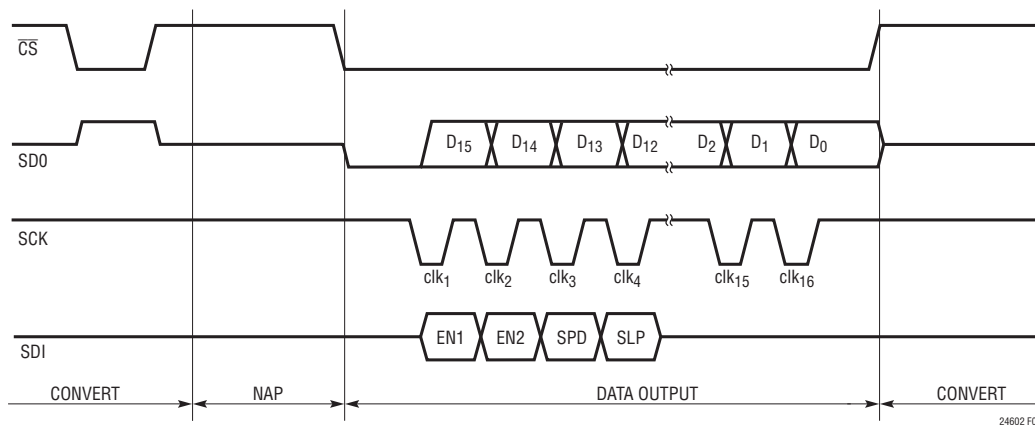 CS
D15 D14 D13 D12 D2 D1 D0
SD0
SCK
clk1 clk2 clk3 clk4 clk15 clk16
EN1 EN2 SPD SLP
SDI
CONVERT NAP DATA OUTPUT CONVERT
24602 F0